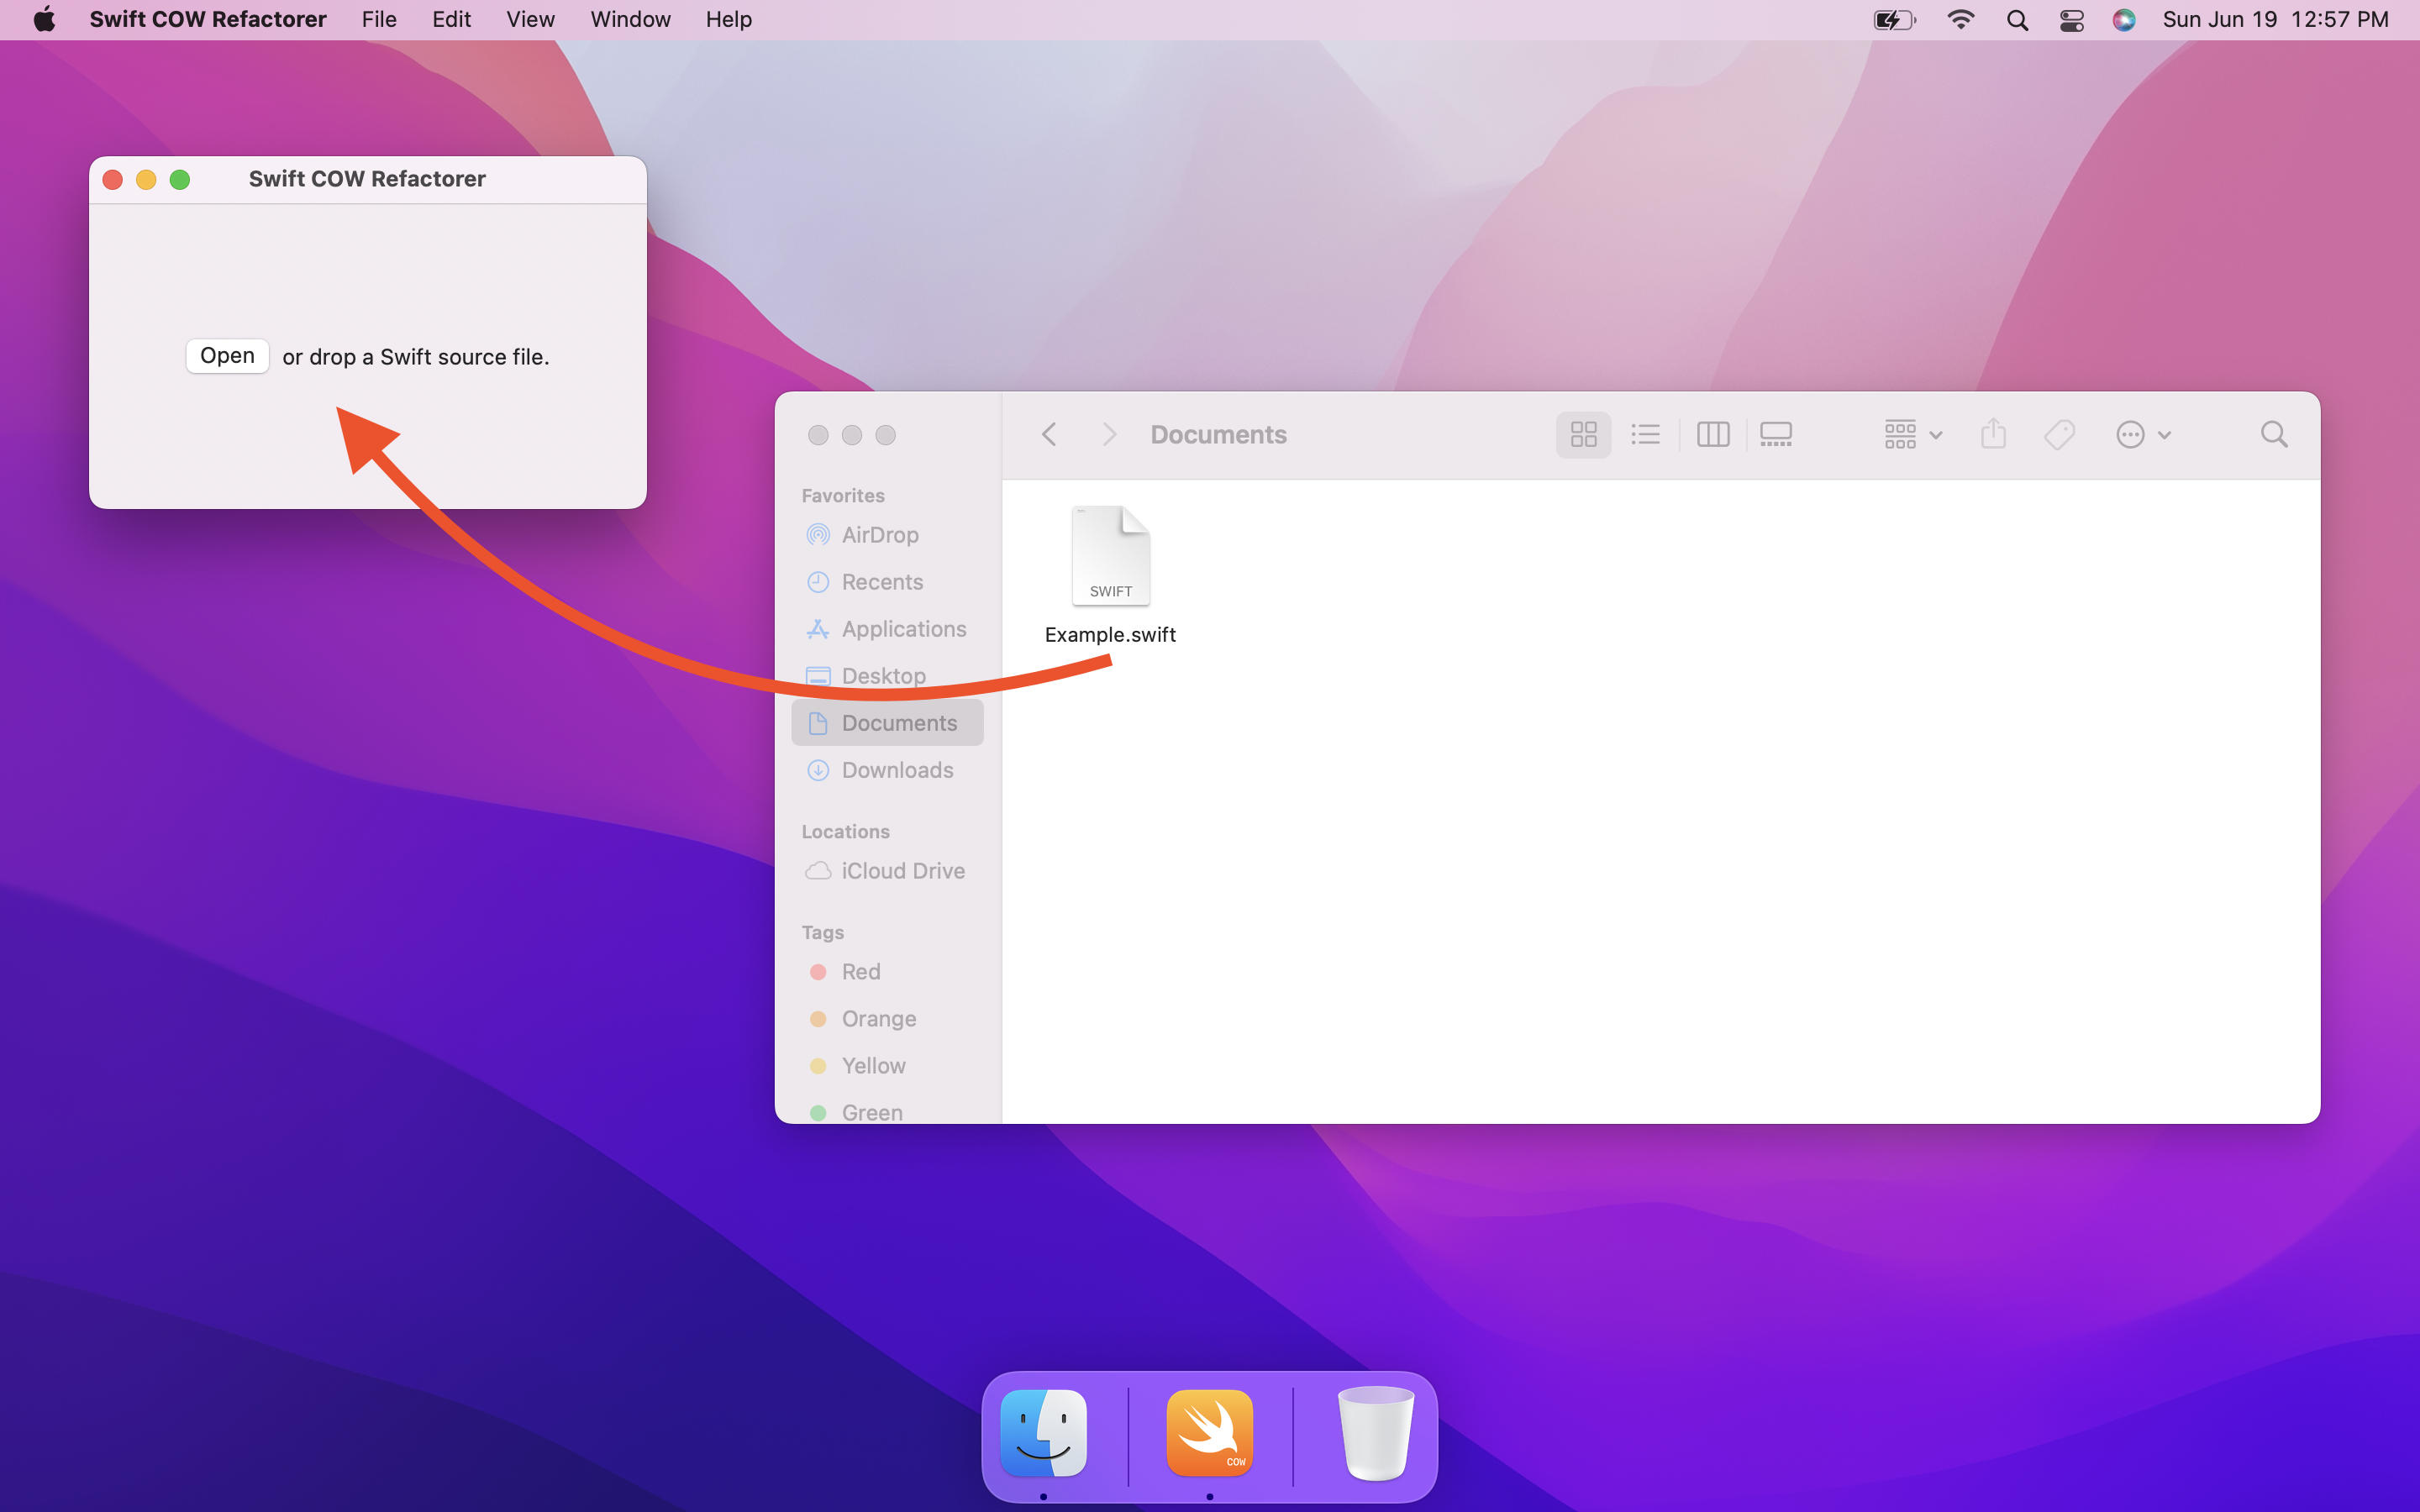 Swift COW Refactorer File Edit View Window Help Sun Jun 19 12:57 PM
Swift COW Refactorer
Open or drop a Swift source file.
Documents
Favorites
AirDrop
Recents
Applications
Desktop
Documents
Downloads
Locations
iCloud Drive
Tags
Red
Orange
Yellow
Green
SWIFT
Example.swift
COW